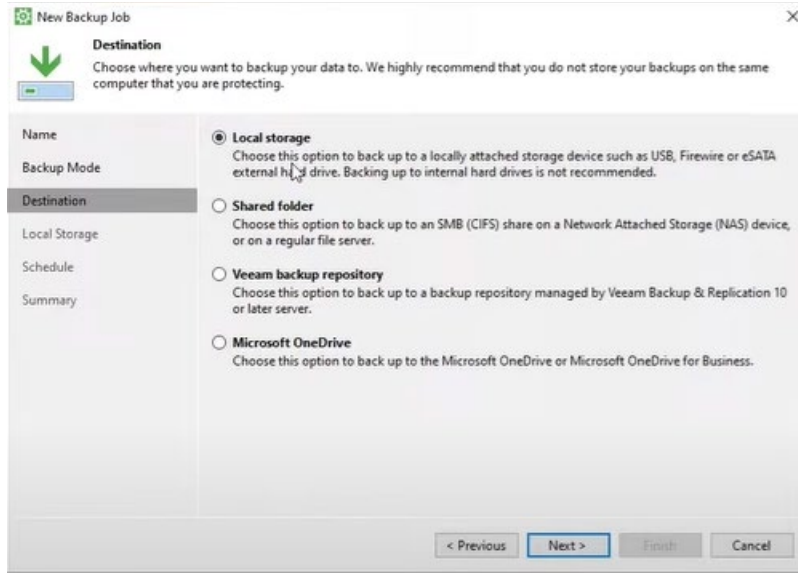 New Backup Job
Destination
Choose where you want to backup your data to. We highly recommend that you do not store your backups on the same
computer that you are protecting.
Name
Backup Mode
Destination
Local Storage
Schedule
Summary
Local storage
Choose this option to back up to a locally attached storage device such as USB, Firewire or eSATA
external hard drive. Backing up to internal hard drives is not recommended.
Shared folder
Choose this option to back up to an SMB (CIFS) share on a Network Attached Storage (NAS) device,
or on a regular file server.
Veeam backup repository
Choose this option to back up to a backup repository managed by Veeam Backup & Replication 10
or later server.
Microsoft OneDrive
Choose this option to back up to the Microsoft OneDrive or Microsoft OneDrive for Business.
< Previous
Next >
Finish
Cancel